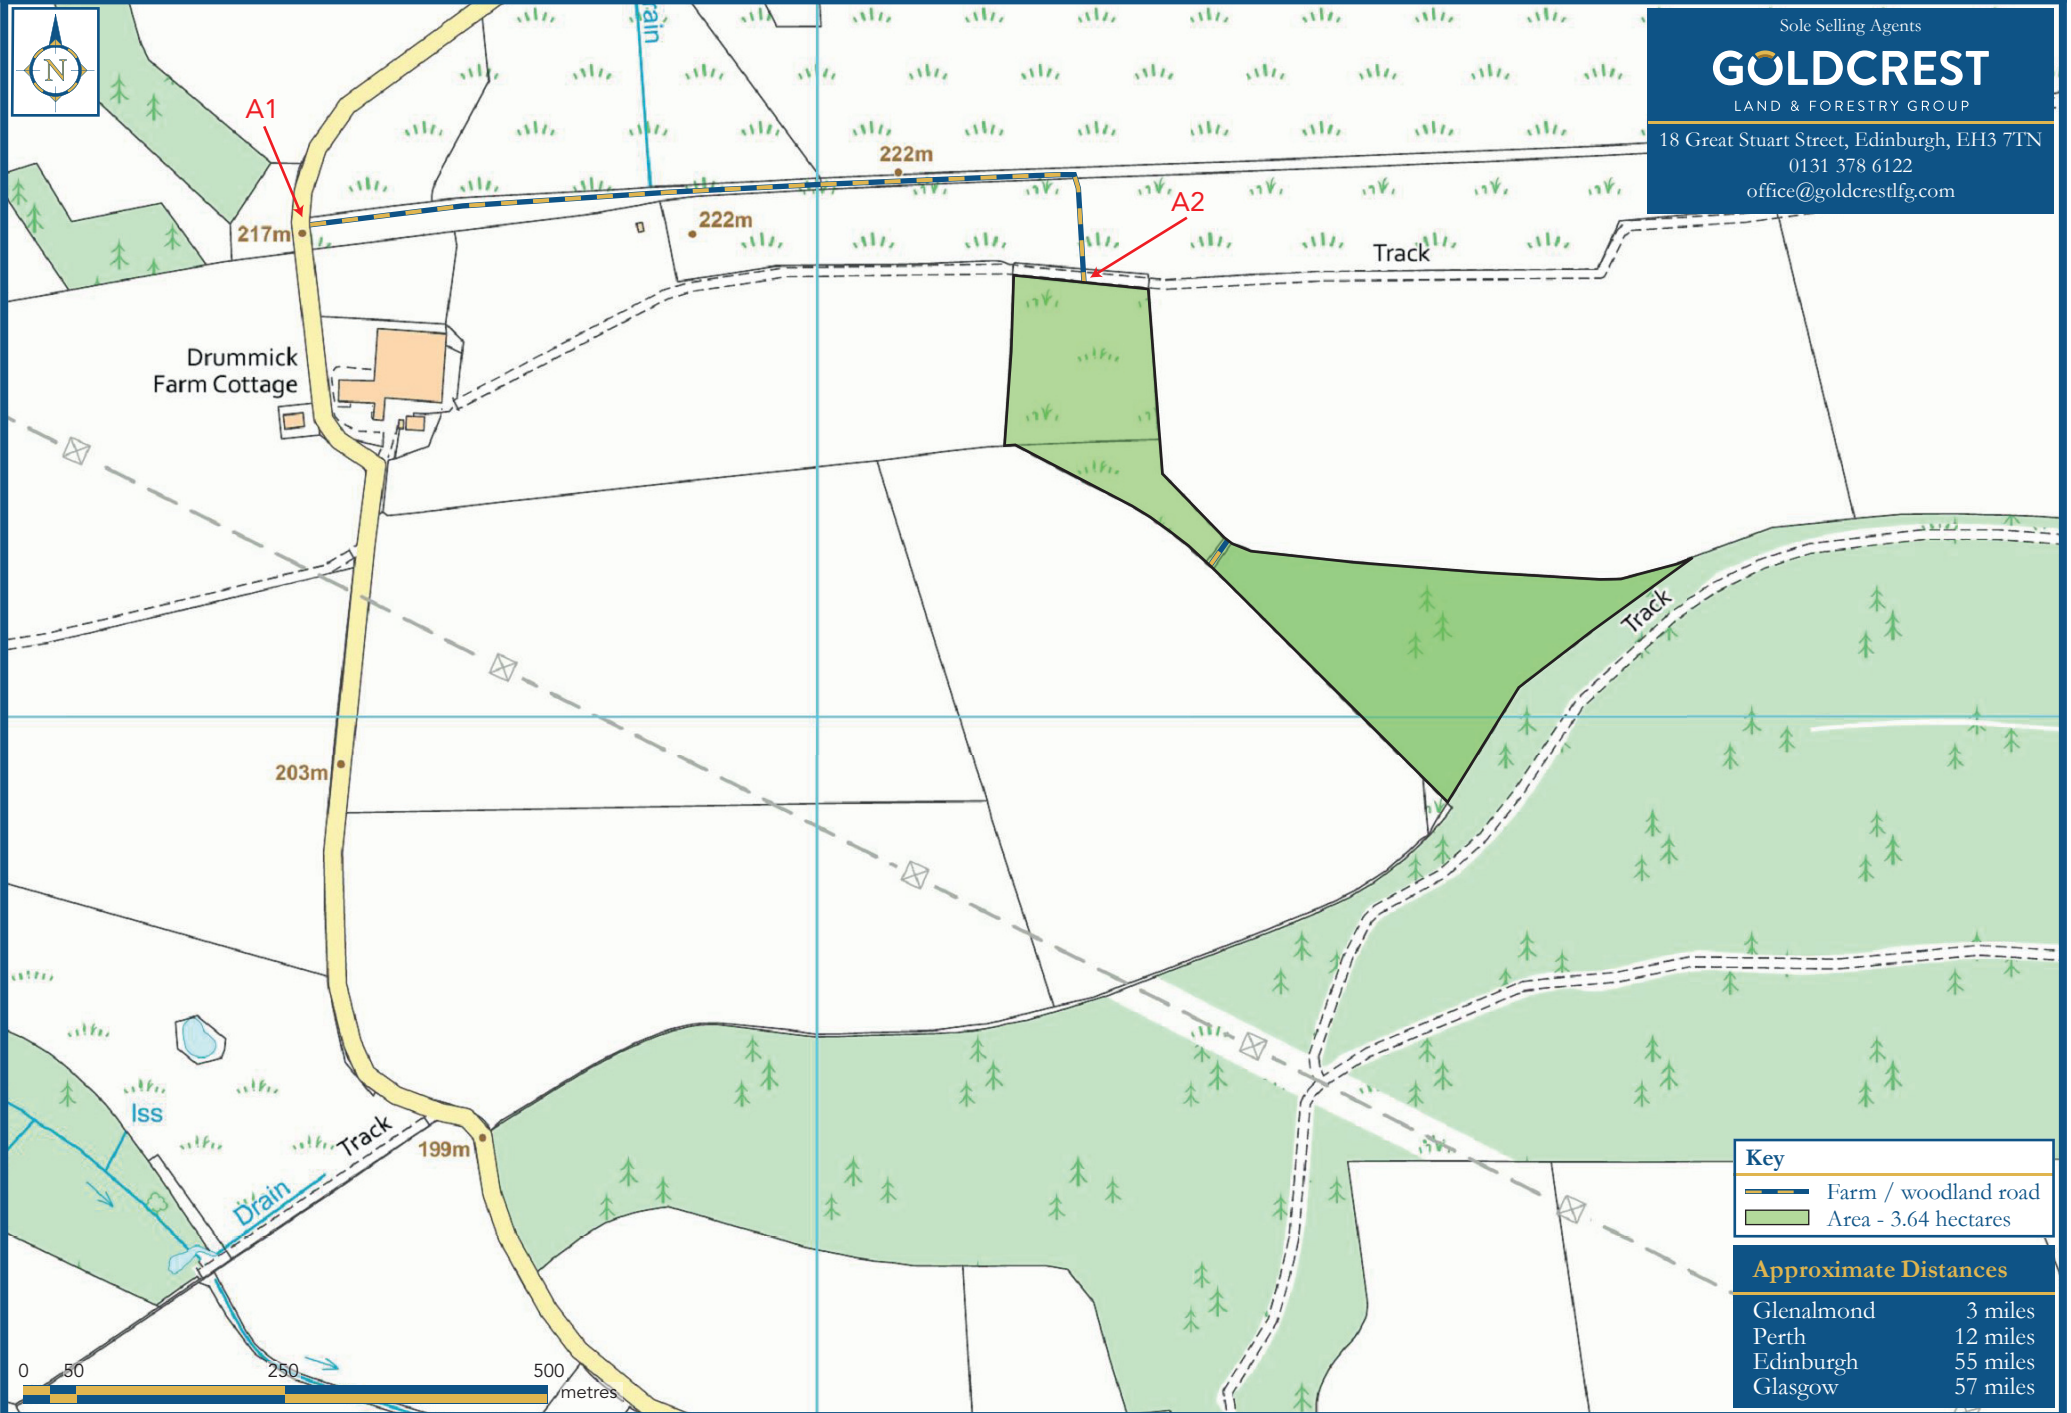 N
Sole Selling Agents
GOLDCREST
LAND & FORESTRY GROUP
18 Great Stuart Street, Edinburgh, EH3 7TN
0131 378 6122
office@goldcrestlfg.com
rain
A1
222m
A2
217m
222m
Track
Drummick
Farm Cottage
Track
203m
Iss
Track
199m
Drain
Key
Farm / woodland road
Area - 3.64 hectares
Approximate Distances
Glenalmond 3 miles
Perth 12 miles
Edinburgh 55 miles
Glasgow 57 miles
0 50 250 500
metres